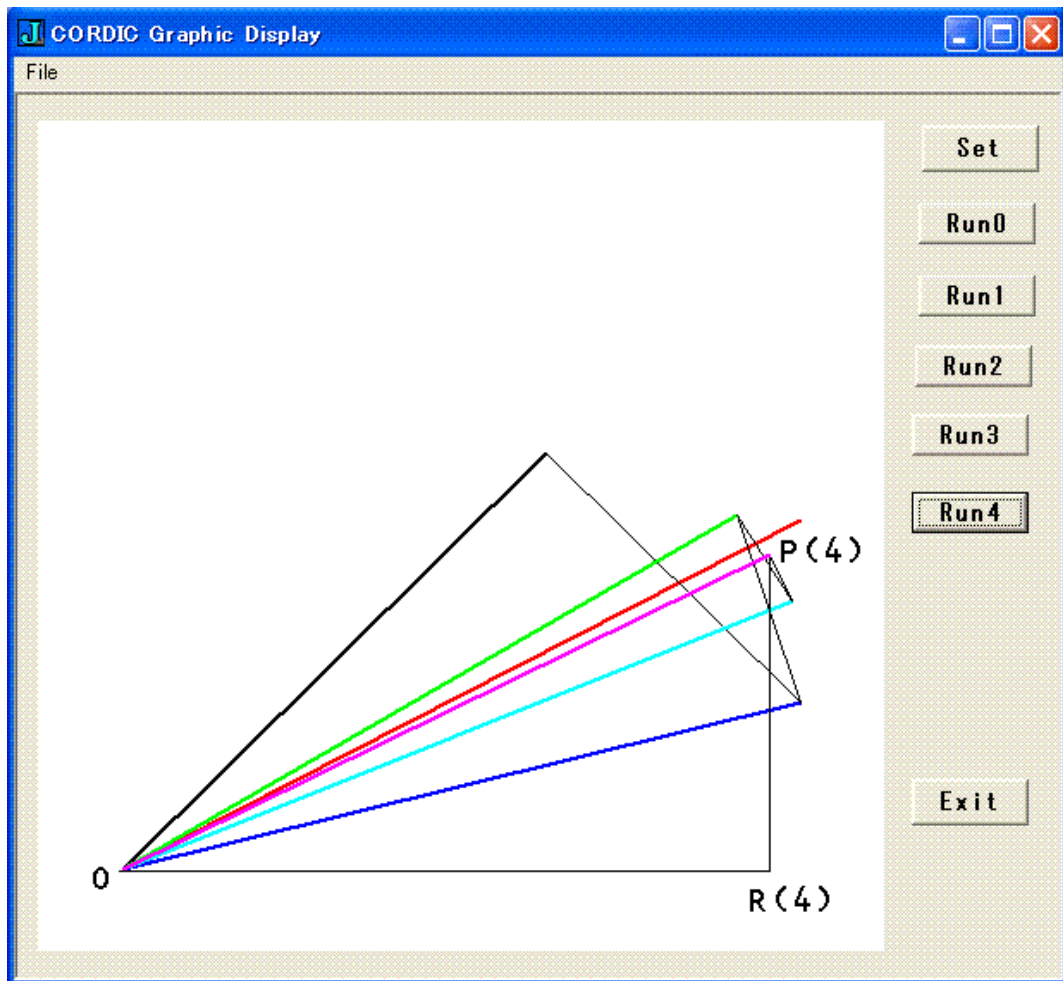 CORDIC Graphic Display
File
Set
Run0
Run1
Run2
Run3
Run4
P(4)
Exit
O
R(4)